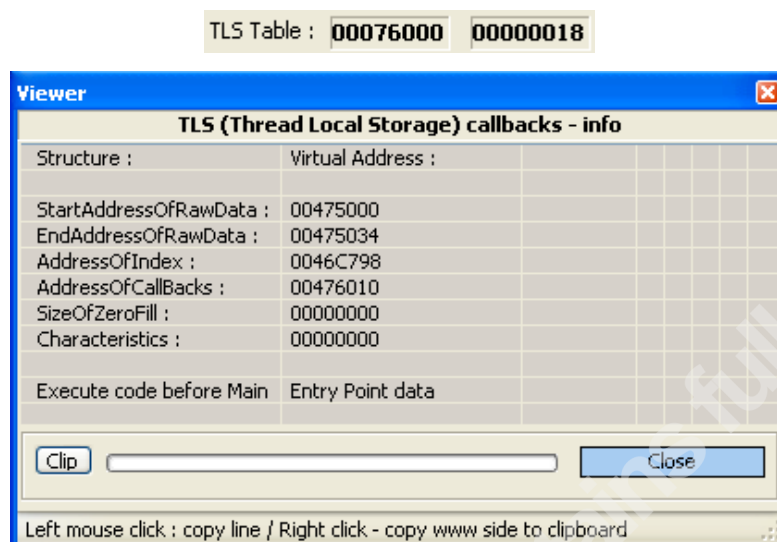 TLS Table : 00076000 00000018
Viewer
TLS (Thread Local Storage) callbacks - info
Structure : Virtual Address :
StartAddressOfRawData : 00475000
EndAddressOfRawData : 00475034
AddressOfIndex : 0046C798
AddressOfCallBacks : 00476010
SizeOfZeroFill : 00000000
Characteristics : 00000000
Execute code before Main Entry Point data
Clip Close
Left mouse click : copy line / Right click - copy www side to clipboard